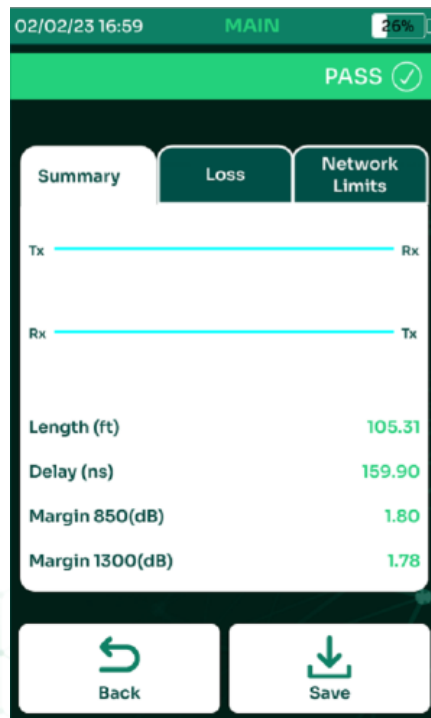 02/02/23 16:59 MAIN 26%
PASS
Summary Loss Network Limits
Tx Rx
Rx Tx
Length (ft) 105.31
Delay (ns) 159.90
Margin 850(dB) 1.80
Margin 1300(dB) 1.78
Back Save